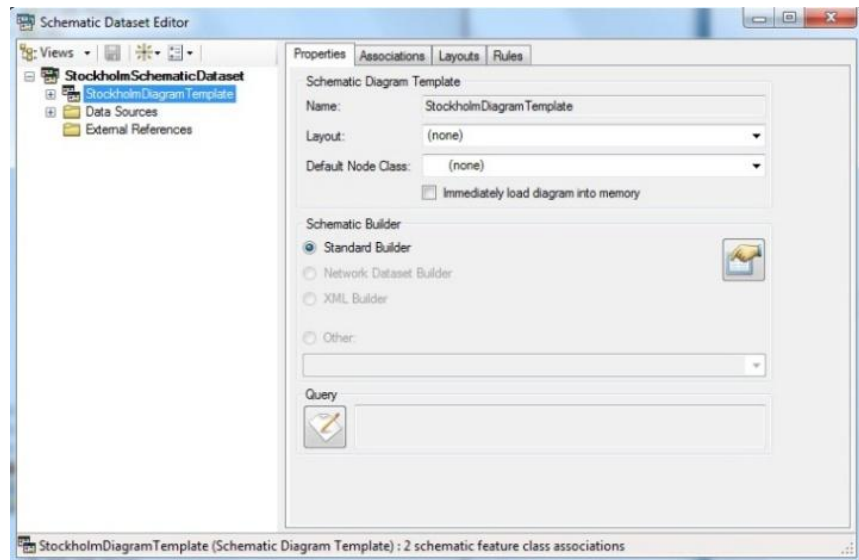 Schematic Dataset Editor
Views
StockholmSchematicDataset
StockholmDiagramTemplate
Data Sources
External References
Properties Associations Layouts Rules
Schematic Diagram Template
Name: StockholmDiagramTemplate
Layout: (none)
Default Node Class: (none)
Immediately load diagram into memory
Schematic Builder
Standard Builder
Network Dataset Builder
XML Builder
Other:
Query
StockholmDiagramTemplate (Schematic Diagram Template) : 2 schematic feature class associations